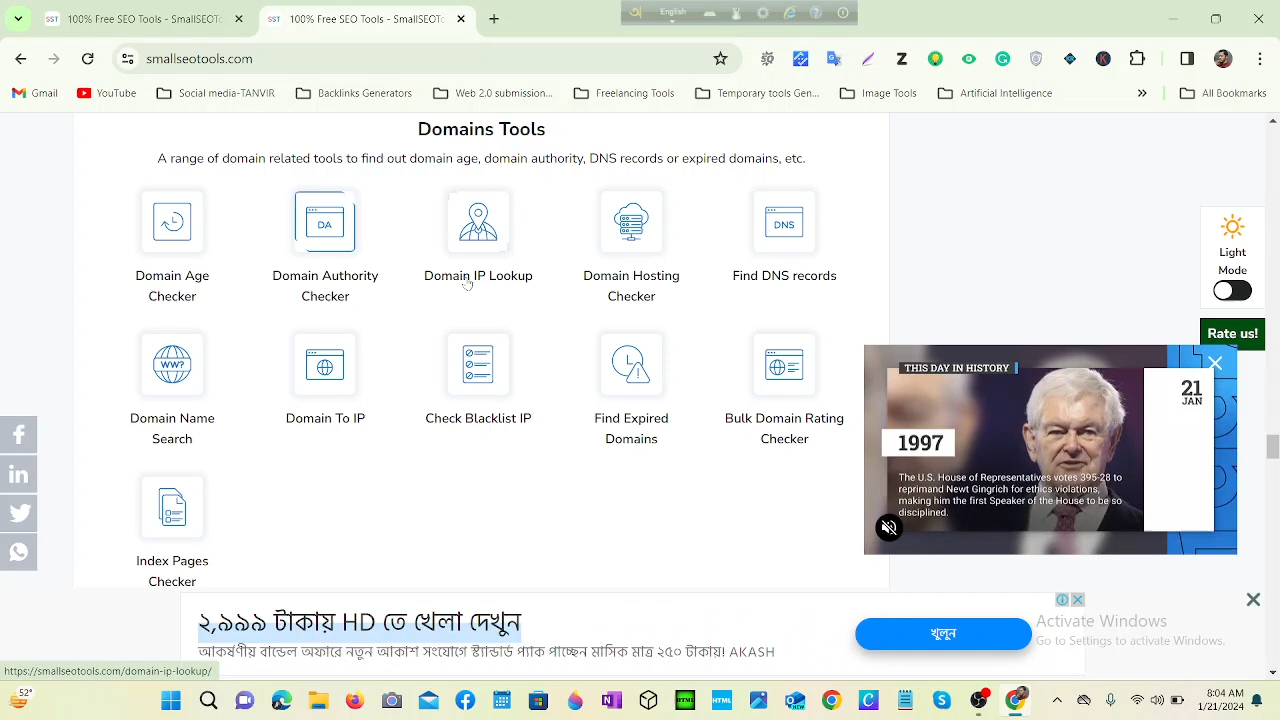 100% Free SEO Tools - SmallSEOT
100% Free SEO Tools - SmallSEOT
অ English
smallseotools.com
Gmail
YouTube
Social media-TANVIR
Backlinks Generators
Web 2.0 submission...
Freelancing Tools
Temporary tools Gen...
Image Tools
Artificial Intelligence
All Bookmarks
Domains Tools
A range of domain related tools to find out domain age, domain authority, DNS records or expired domains, etc.
DA
DNS
Domain Age
Checker
Domain Authority
Checker
Domain IP Lookup
Domain Hosting
Checker
Find DNS records
WW?
Domain Name
Search
Domain To IP
Check Blacklist IP
Find Expired
Domains
Bulk Domain Rating
Checker
Index Pages
Checker
Light
Mode
Rate us!
THIS DAY IN HISTORY
21
JAN
1997
The U.S. House of Representatives votes 395-28 to
reprimand Newt Gingrich for ethics violations,
making him the first Speaker of the House to be so
disciplined.
২,৯৯৯ টাকায় HD তে খেলা দেখুন
আকর্ষণীয় বান্ডেল অফারে নতুন আকাশ সংযোগে স্ট্যান্ডার্ড প্যাক পাচ্ছেন মাসিক মাত্র ২৫০ টাকায়! AKASH
খুলুন
Activate Windows
Go to Settings to activate Windows.
https://smallseotools.com/domain-ip-lookup/
52°
8:04 AM
1/21/2024